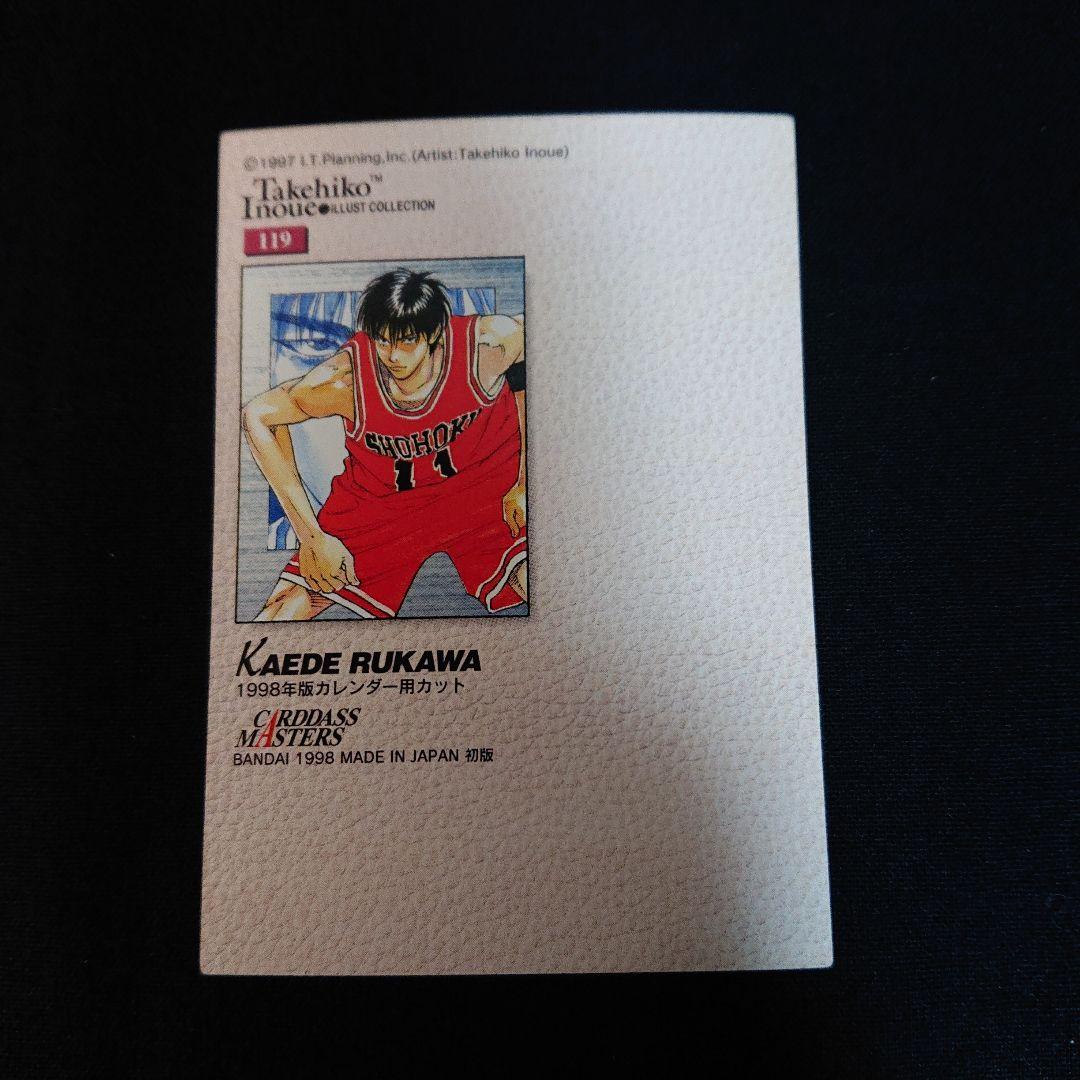 ©1997 I.T.Planning,Inc.(Artist:Takehiko Inoue)
Takehiko™
Inoue●ILLUST COLLECTION
119
SHOHOKU
11
KAEDE RUKAWA
1998年版カレンダー用カット
CARDDASS
MASTERS
BANDAI 1998 MADE IN JAPAN 初版